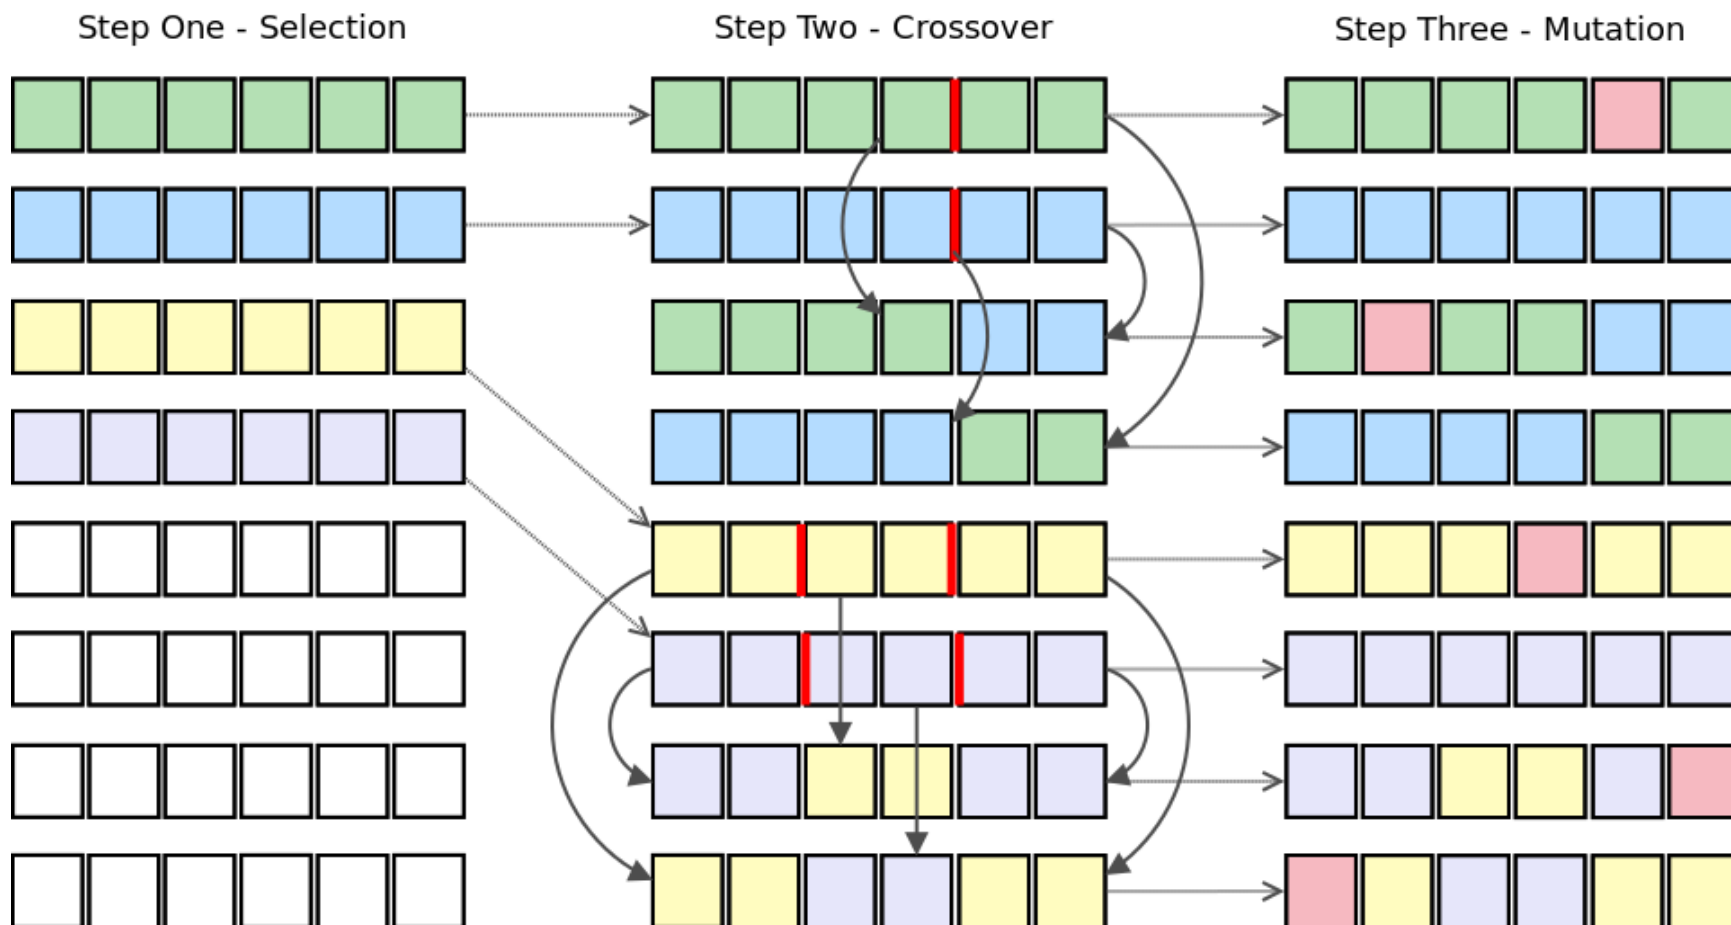 Step One - Selection
Step Two - Crossover
Step Three - Mutation